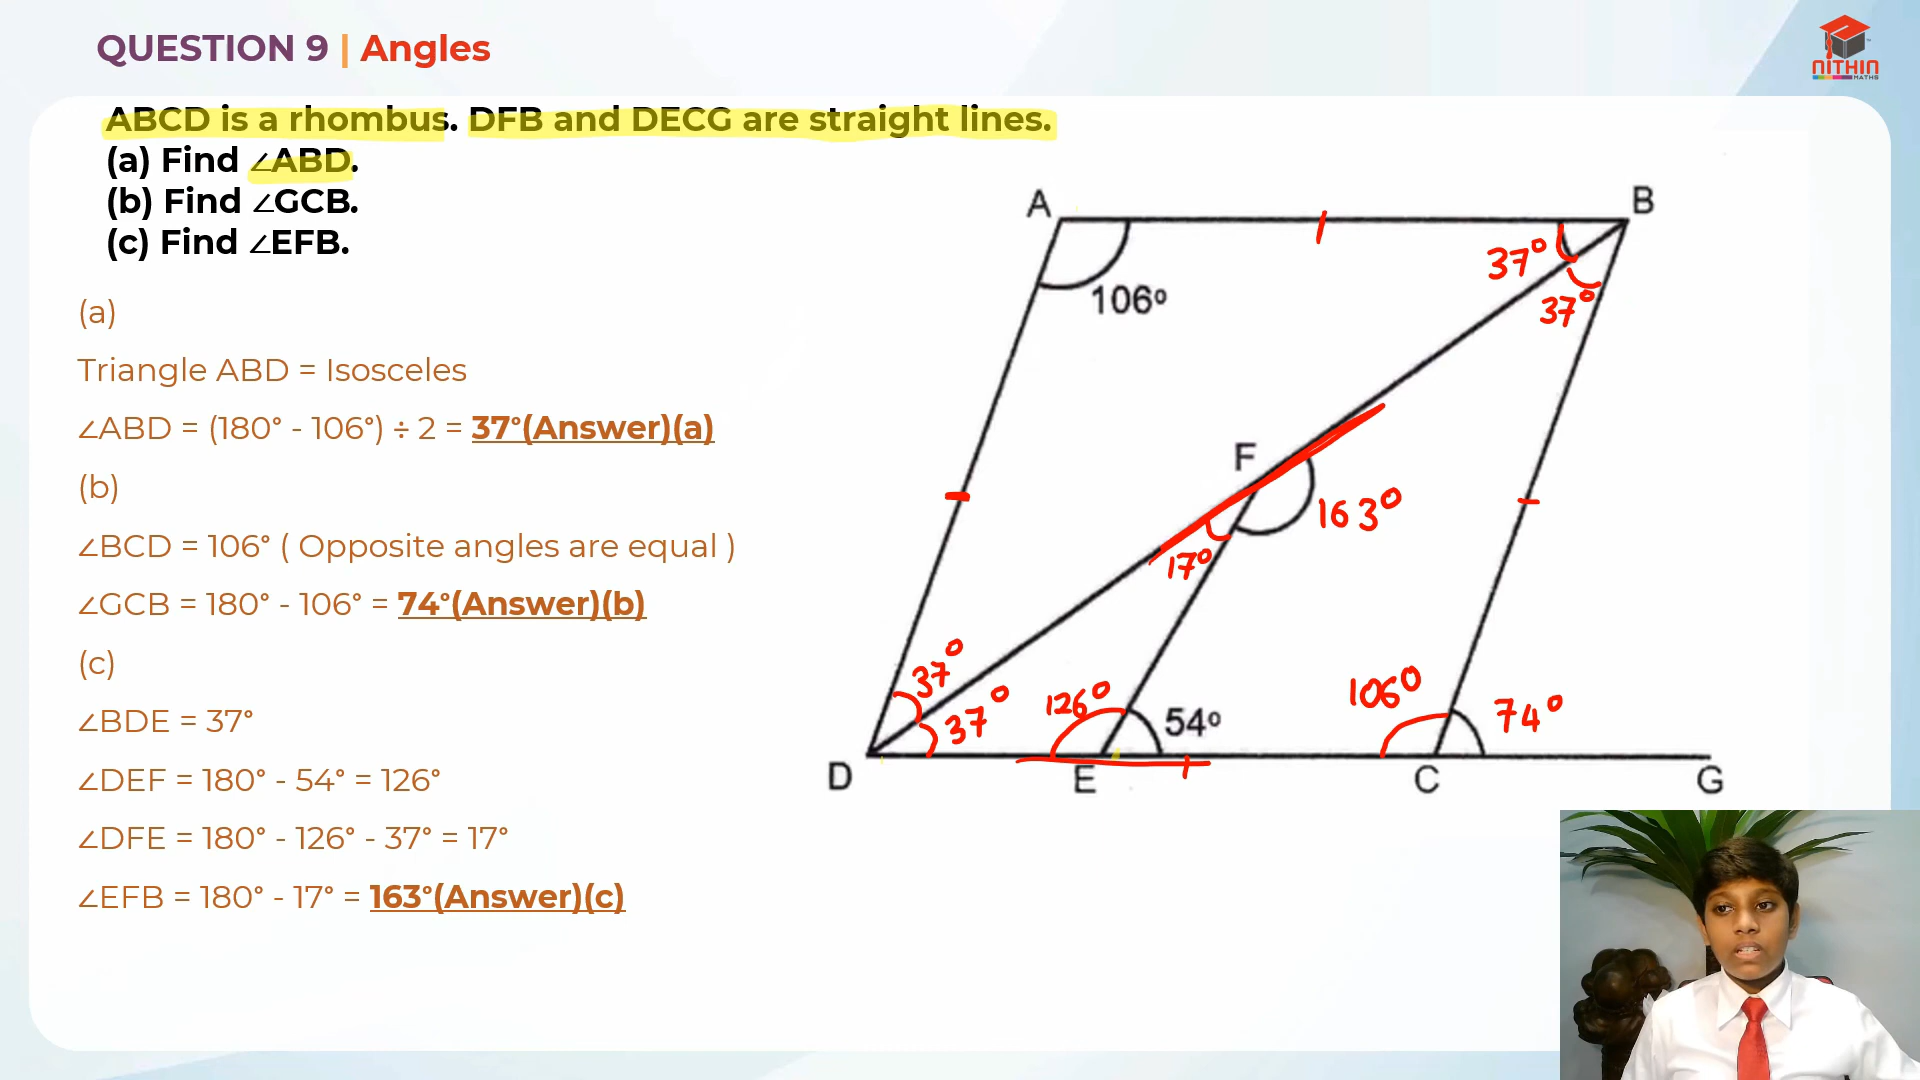 QUESTION 9 | Angles
NITHIN
MATHS
ABCD is a rhombus. DFB and DECG are straight lines.
(a) Find ∠ABD.
(b) Find ∠GCB.
(c) Find ∠EFB.
(a)
Triangle ABD = Isosceles
∠ABD = (180° - 106°) ÷ 2 = 37°(Answer)(a)
(b)
∠BCD = 106° ( Opposite angles are equal )
∠GCB = 180° - 106° = 74°(Answer)(b)
(c)
∠BDE = 37°
∠DEF = 180° - 54° = 126°
∠DFE = 180° - 126° - 37° = 17°
∠EFB = 180° - 17° = 163°(Answer)(c)
A
B
106°
37°
37°
F
163°
17°
37°
37°
126°
54°
106°
74°
D
E
C
G